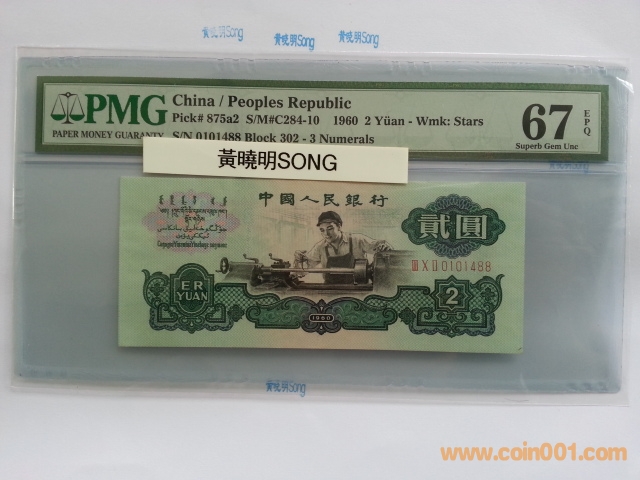 黃曉明Song
黃曉明Song
黃曉明Song
PMG
PAPER MONEY GUARANTY
China / Peoples Republic
Pick# 875a2 S/M#C284-10 1960 2 Yüan - Wmk: Stars
S/N 0101488 Block 302 - 3 Numerals
67 EPQ
Superb Gem Unc
黃曉明SONG
中國人民銀行
貳圓
ⅢⅩⅡ0101488
ER
YUAN
1960
2
黃曉明Song
www.coin001.com